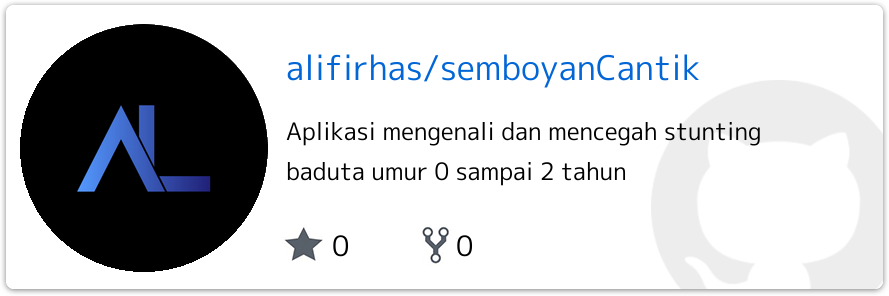 AL
alifirhas/semboyanCantik
Aplikasi mengenali dan mencegah stunting
baduta umur 0 sampai 2 tahun
0 0